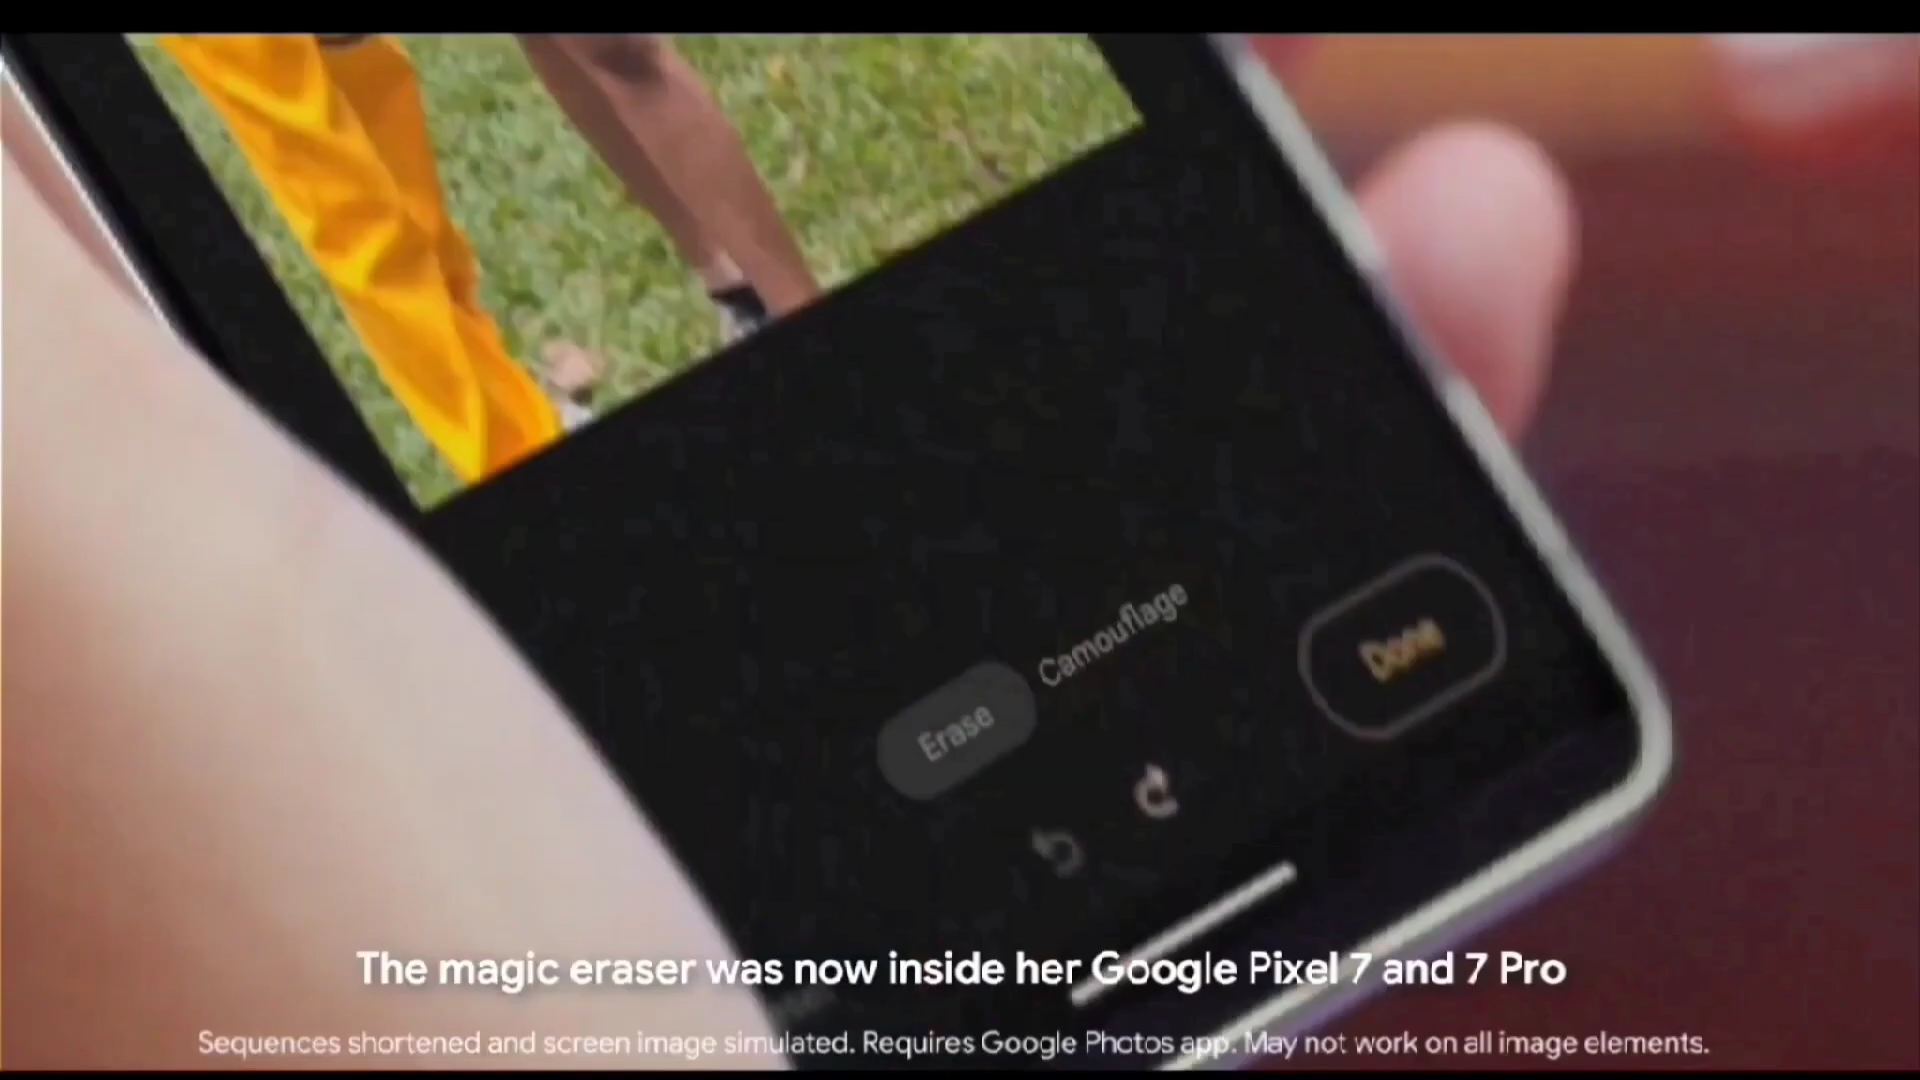 Camouflage
Erase
Done
The magic eraser was now inside her Google Pixel 7 and 7 Pro
Sequences shortened and screen image simulated. Requires Google Photos app. May not work on all image elements.